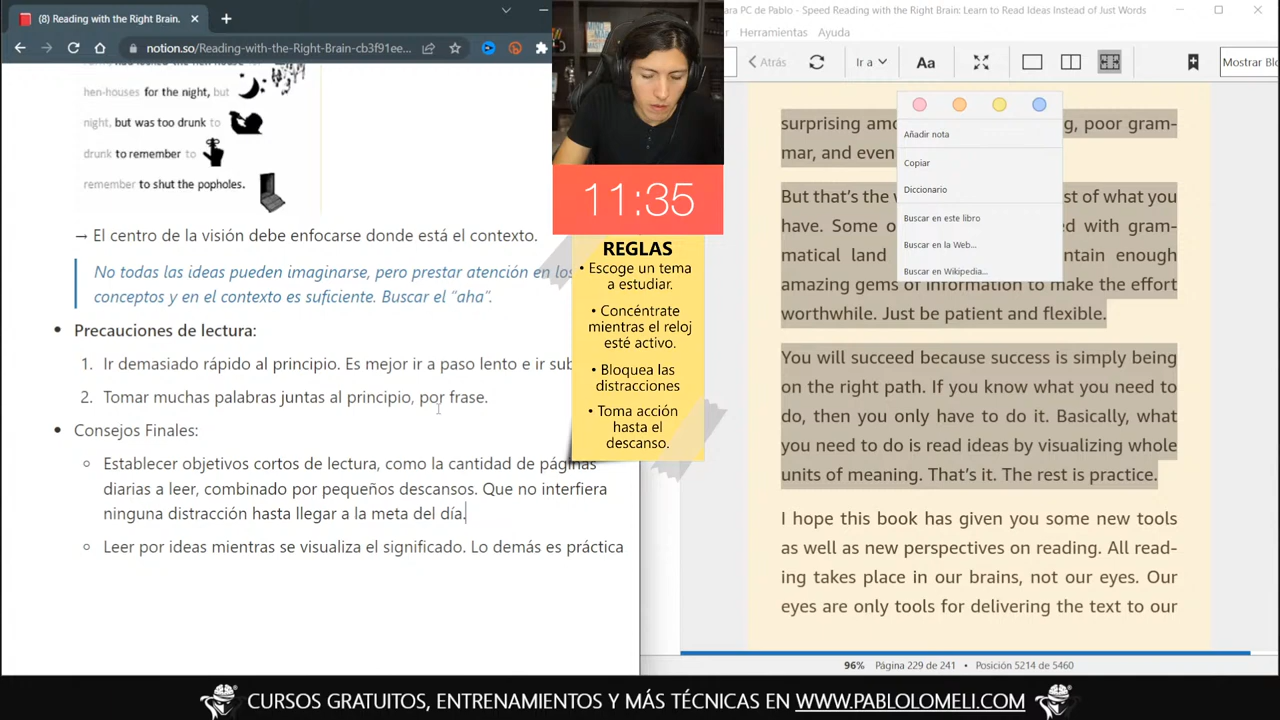 (8) Reading with the Right Brain.
notion.so/Reading-with-the-Right-Brain-cb3f91ee...
hen-houses for the night, but
night, but was too drunk to
drunk to remember to
remember to shut the popholes.
→ El centro de la visión debe enfocarse donde está el contexto.
No todas las ideas pueden imaginarse, pero prestar atención en los
conceptos y en el contexto es suficiente. Buscar el “aha”.
• Precauciones de lectura:
1. Ir demasiado rápido al principio. Es mejor ir a paso lento e ir sub
2. Tomar muchas palabras juntas al principio, por frase.
• Consejos Finales:
Establecer objetivos cortos de lectura, como la cantidad de páginas
diarias a leer, combinado por pequeños descansos. Que no interfiera
ninguna distracción hasta llegar a la meta del día.
Leer por ideas mientras se visualiza el significado. Lo demás es práctica
11:35
REGLAS
• Escoge un tema
a estudiar.
• Concéntrate
mientras el reloj
esté activo.
• Bloquea las
distracciones
• Toma acción
hasta el
descanso.
ara PC de Pablo - Speed Reading with the Right Brain: Learn to Read Ideas Instead of Just Words
Herramientas Ayuda
Atrás Ir a Aa Mostrar Blo
surprising amo g, poor gram-
mar, and even
But that’s the st of what you
have. Some o d with gram-
matical land ntain enough
amazing gems of information to make the effort
worthwhile. Just be patient and flexible.
Añadir nota
Copiar
Diccionario
Buscar en este libro
Buscar en la Web...
Buscar en Wikipedia...
You will succeed because success is simply being
on the right path. If you know what you need to
do, then you only have to do it. Basically, what
you need to do is read ideas by visualizing whole
units of meaning. That’s it. The rest is practice.
I hope this book has given you some new tools
as well as new perspectives on reading. All read-
ing takes place in our brains, not our eyes. Our
eyes are only tools for delivering the text to our
96% Página 229 de 241 • Posición 5214 de 5460
CURSOS GRATUITOS, ENTRENAMIENTOS Y MÁS TÉCNICAS EN WWW.PABLOLOMELI.COM